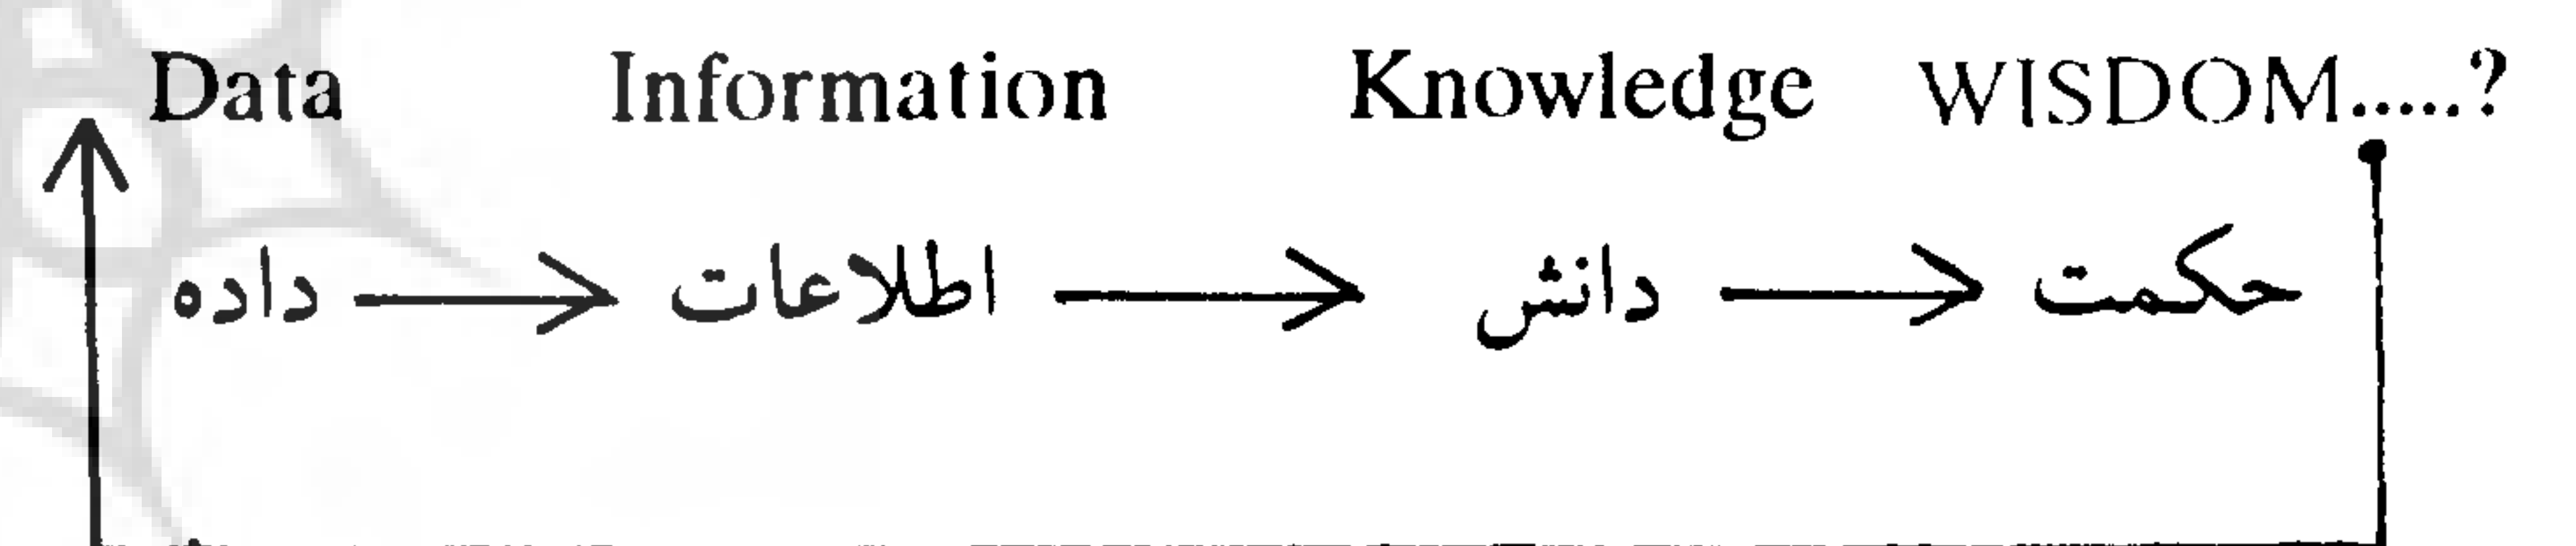 Data Information Knowledge WISDOM.....?
داده اطلاعات دانش حکمت